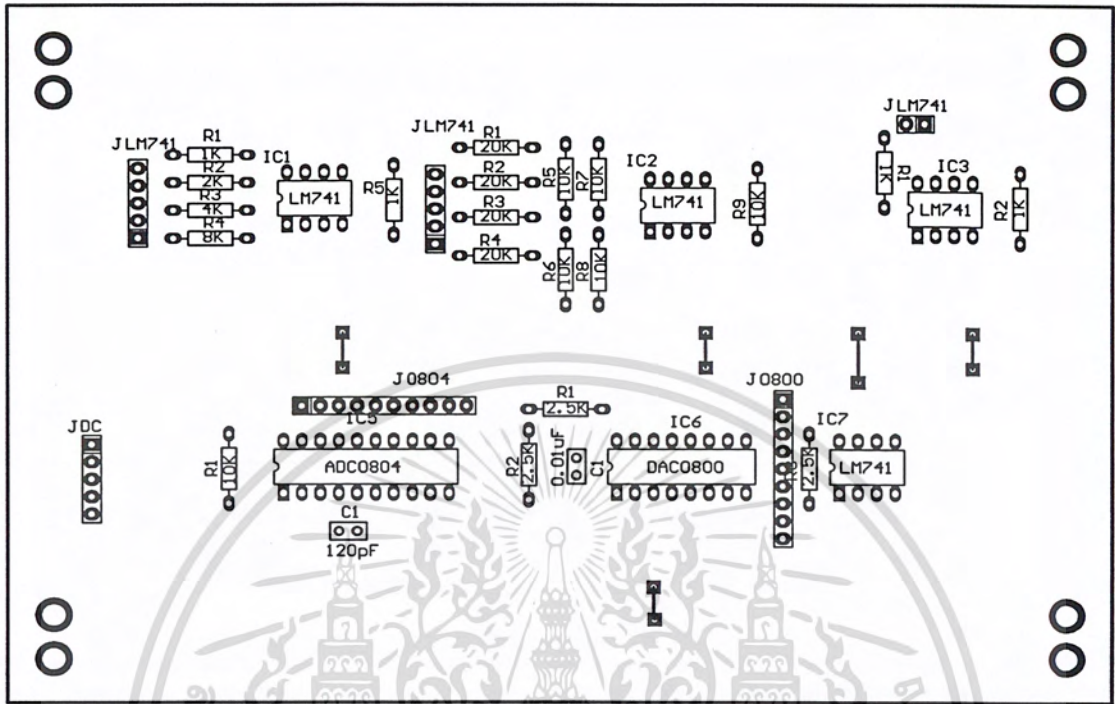 JLM741
JLM741
JLM741
R1
1K
R2
2K
R3
4K
R4
8K
IC1
LM741
R5
1K
R1
20K
R2
20K
R3
20K
R4
20K
R5
10K
R7
10K
R6
10K
R8
10K
IC2
LM741
R9
10K
R1
1K
IC3
LM741
R2
1K
JDC
R1
10K
J0804
IC5
ADC0804
C1
120pF
R1
2.5K
R2
2.5K
0.01uF
C1
IC6
DAC0800
J0800
2.5K
IC7
LM741